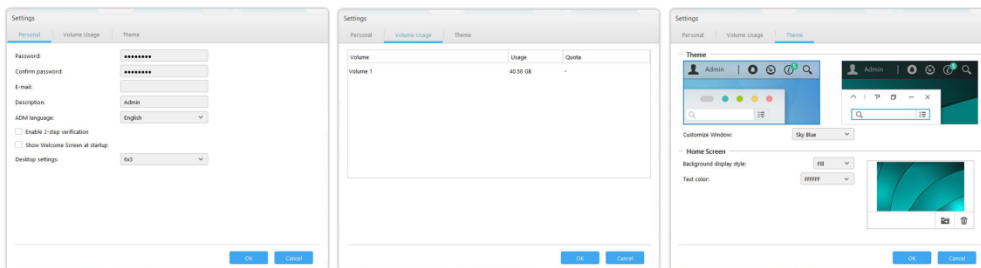 Settings
Personal Volume Usage Theme
Password:
Confirm password:
E-mail:
Description: Admin
ADM language: English
Enable 2-step verification
Show Welcome Screen at startup
Desktop settings: 6x3
OK Cancel
Settings
Personal Volume Usage Theme
Volume Usage Quota
Volume 1 40.58 GB -
OK Cancel
Settings
Personal Volume Usage Theme
Theme
Admin
Admin
Customize Window: Sky Blue
Home Screen
Background display style: Fill
Text color: FFFFFF
OK Cancel